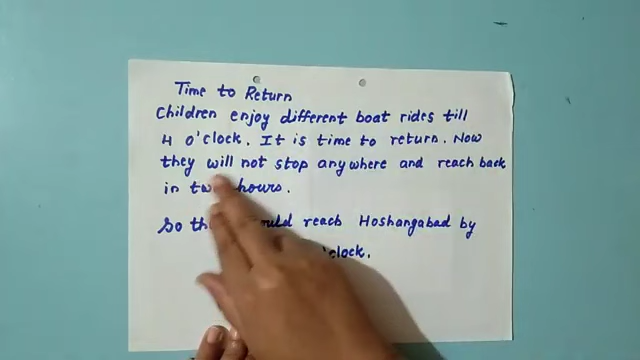 Time to Return
Children enjoy different boat rides till
4 o'clock. It is time to return. Now
they will not stop anywhere and reach back
in two hours.
So reach Hoshangabad by
o'clock.